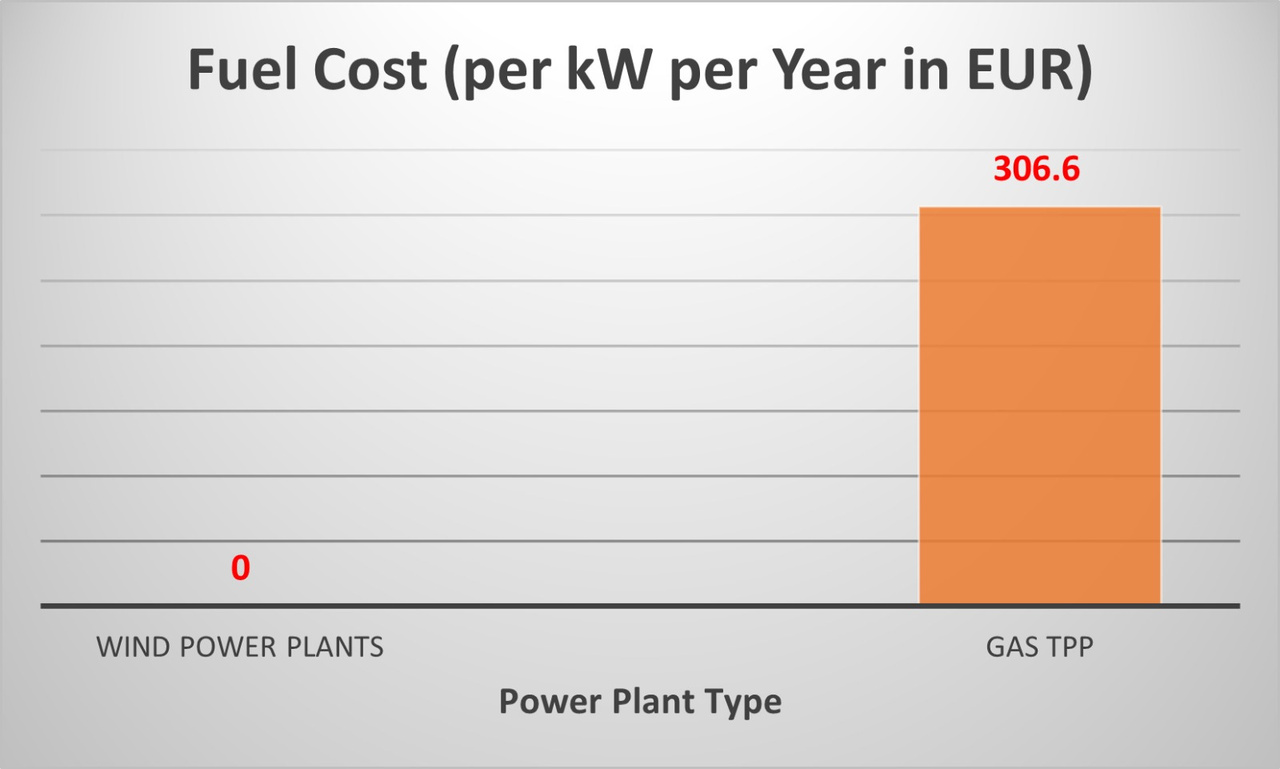 Fuel Cost (per kW per Year in EUR)
306.6
0
WIND POWER PLANTS
GAS TPP
Power Plant Type